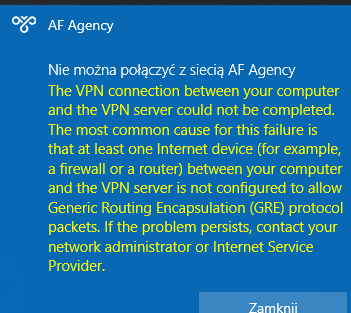 AF Agency
Nie można połączyć z siecią AF Agency
The VPN connection between your computer
and the VPN server could not be completed.
The most common cause for this failure is
that at least one Internet device (for example,
a firewall or a router) between your computer
and the VPN server is not configured to allow
Generic Routing Encapsulation (GRE) protocol
packets. If the problem persists, contact your
network administrator or Internet Service
Provider.
Zamknij